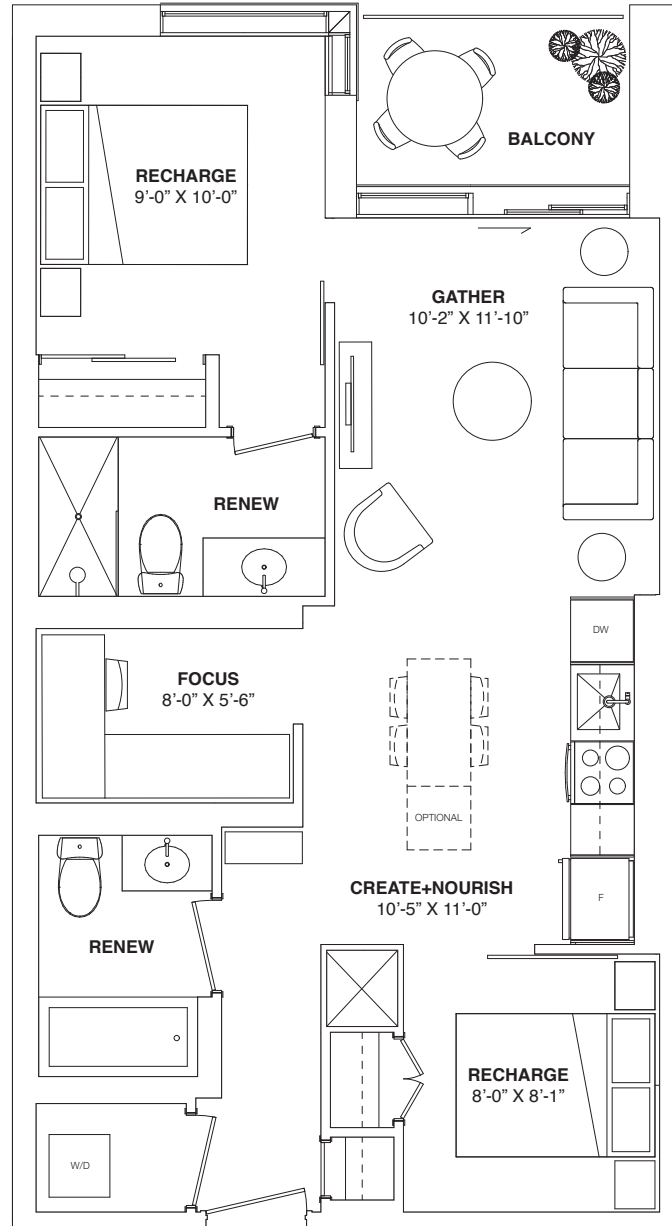 BALCONY
RECHARGE
9’-0” X 10’-0”
GATHER
10’-2” X 11’-10”
RENEW
DW
FOCUS
8’-0” X 5’-6”
OPTIONAL
CREATE+NOURISH
10’-5” X 11’-0”
F
RENEW
RECHARGE
8’-0” X 8’-1”
W/D